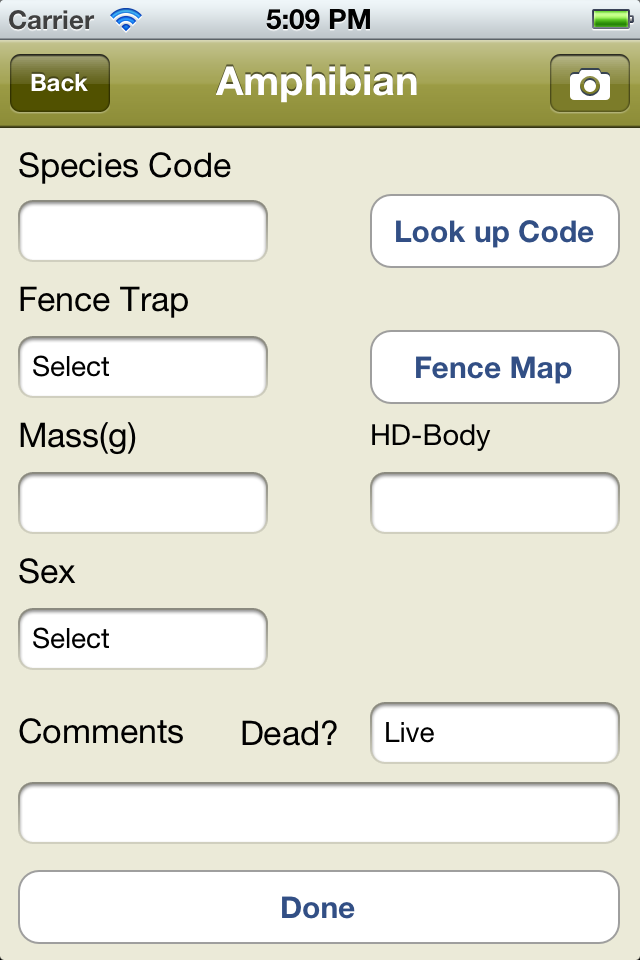 Carrier 5:09 PM
Back Amphibian
Species Code
Look up Code
Fence Trap
Select Fence Map
Mass(g) HD-Body
Sex
Select
Comments Dead? Live
Done